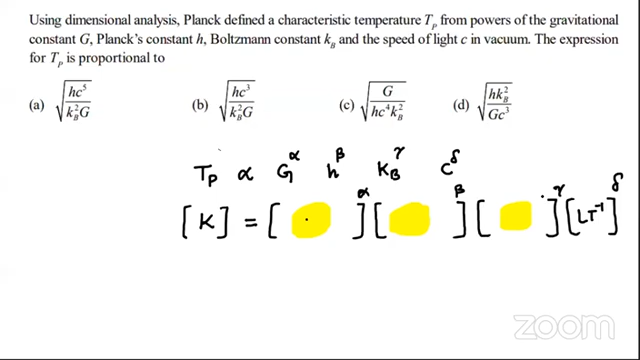 Using dimensional analysis, Planck defined a characteristic temperature T_P from powers of the gravitational
constant G, Planck's constant h, Boltzmann constant k_B and the speed of light c in vacuum. The expression
for T_P is proportional to
(a) √(hc⁵/k_B²G) (b) √(hc³/k_B²G) (c) √(G/hc⁴k_B²) (d) √(hk_B²/Gc³)
T_P ∝ G^α h^β k_B^γ c^δ
[K] = [ ]^α [ ]^β [ ]^γ [LT⁻¹]^δ
zoom